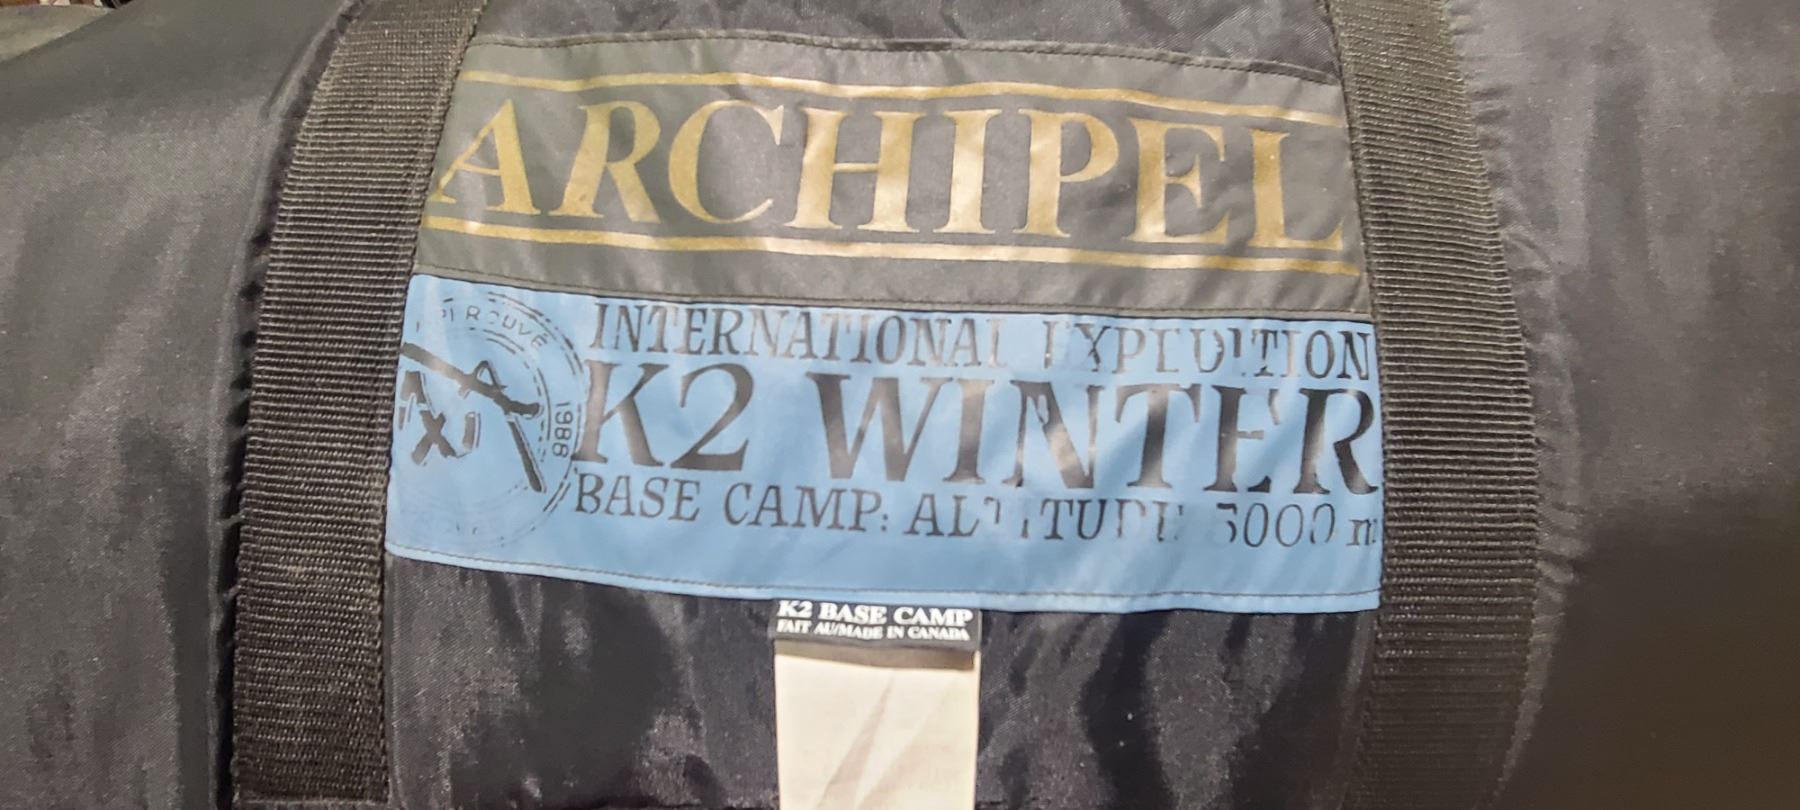 ARCHIPEL
INTERNATIONAL EXPEDITION
K2 WINTER
BASE CAMP: ALTITUDE 5000 m
1988
K2 BASE CAMP
FAIT AU/MADE IN CANADA